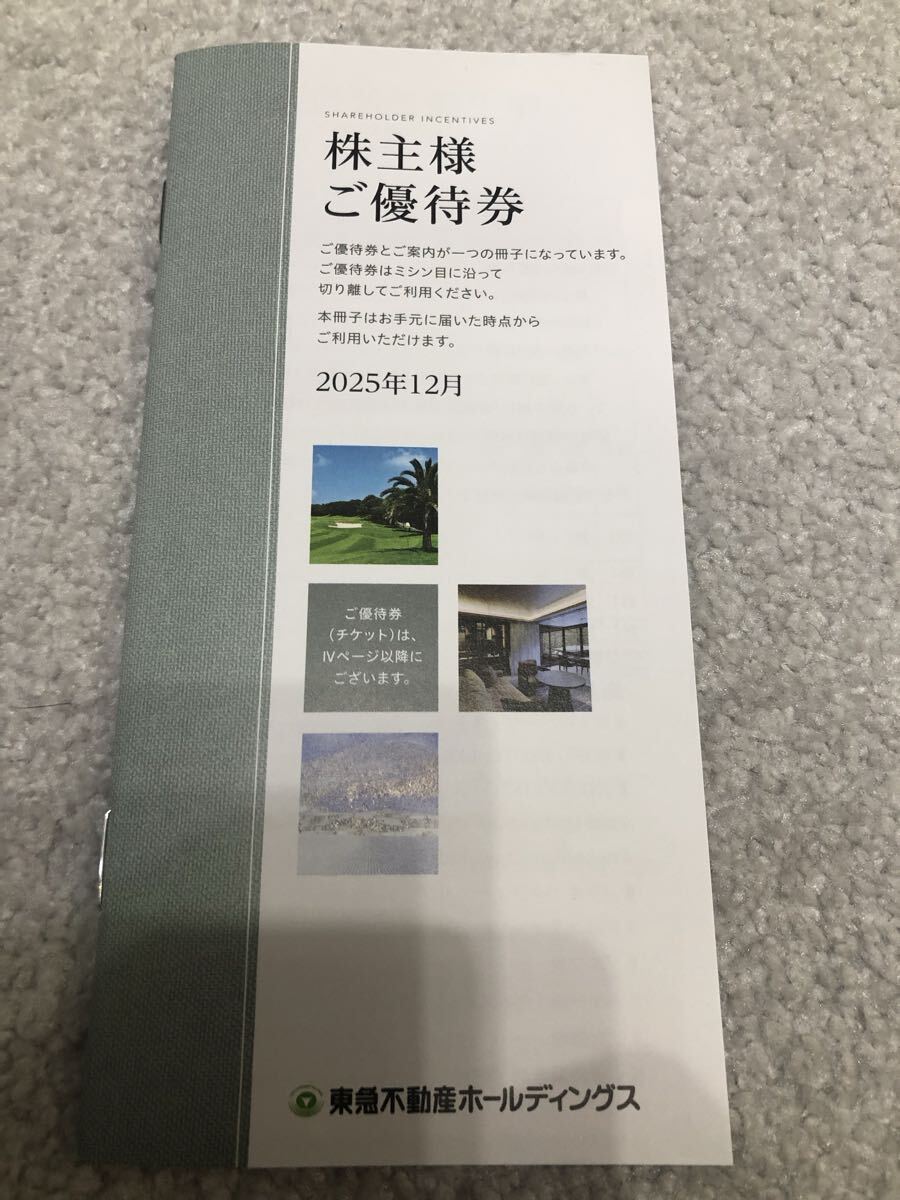 SHAREHOLDER INCENTIVES
株主様
ご優待券
ご優待券とご案内が一つの冊子になっています。
ご優待券はミシン目に沿って
切り離してご利用ください。
本冊子はお手元に届いた時点から
ご利用いただけます。
2025年12月
ご優待券
（チケット）は、
Ⅳページ以降に
ございます。
東急不動産ホールディングス